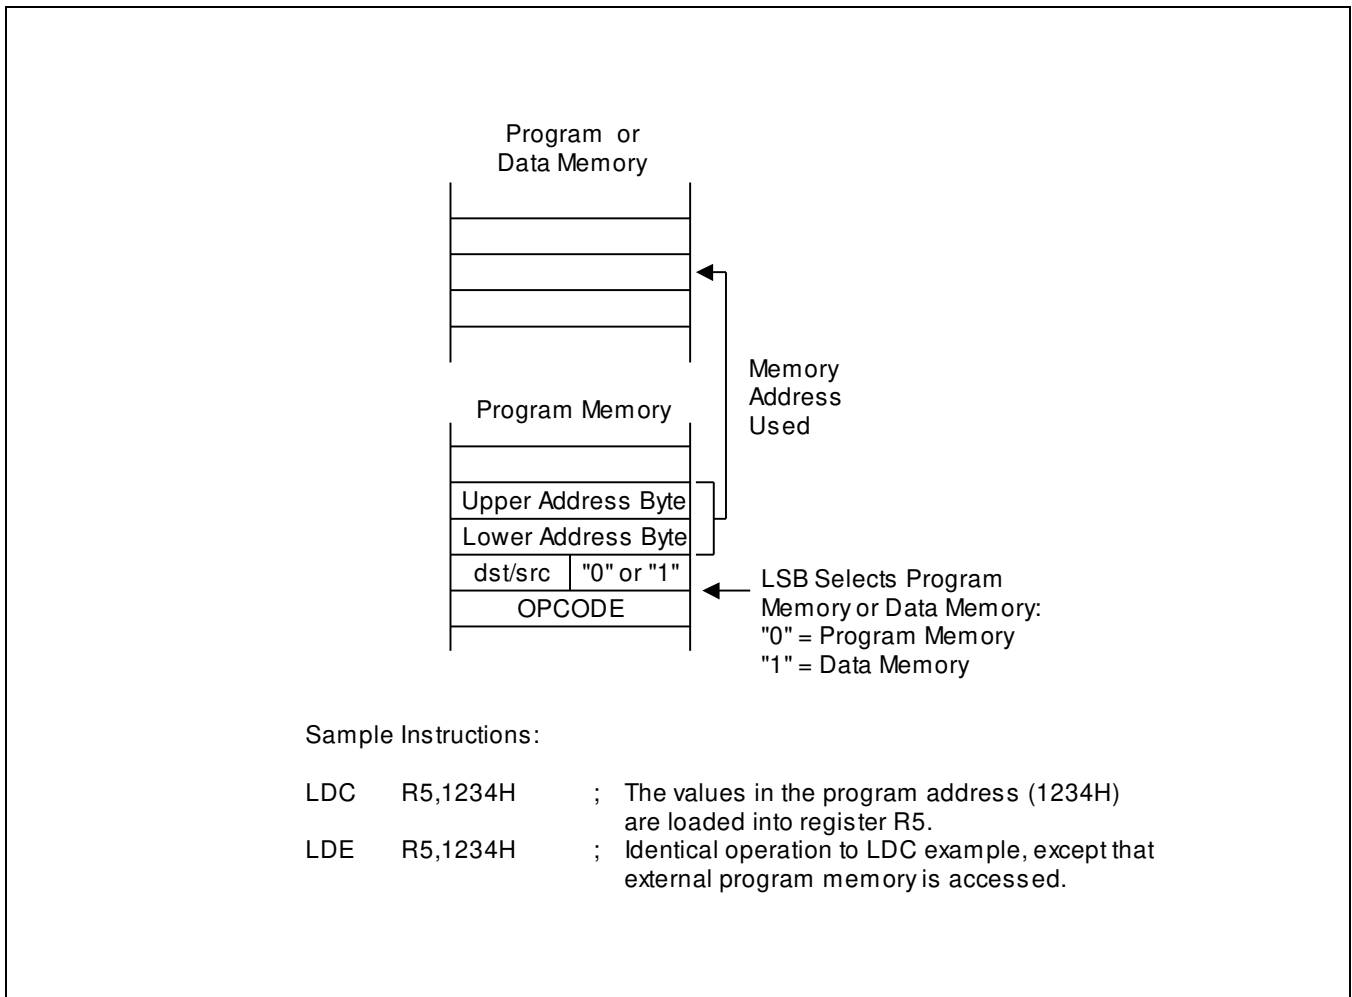 Program or
Data Memory
Memory
Address
Used
Program Memory
Upper Address Byte
Lower Address Byte
dst/src "0" or "1"
OPCODE
LSB Selects Program
Memory or Data Memory:
"0" = Program Memory
"1" = Data Memory
Sample Instructions:
LDC R5,1234H ; The values in the program address (1234H)
are loaded into register R5.
LDE R5,1234H ; Identical operation to LDC example, except that
external program memory is accessed.